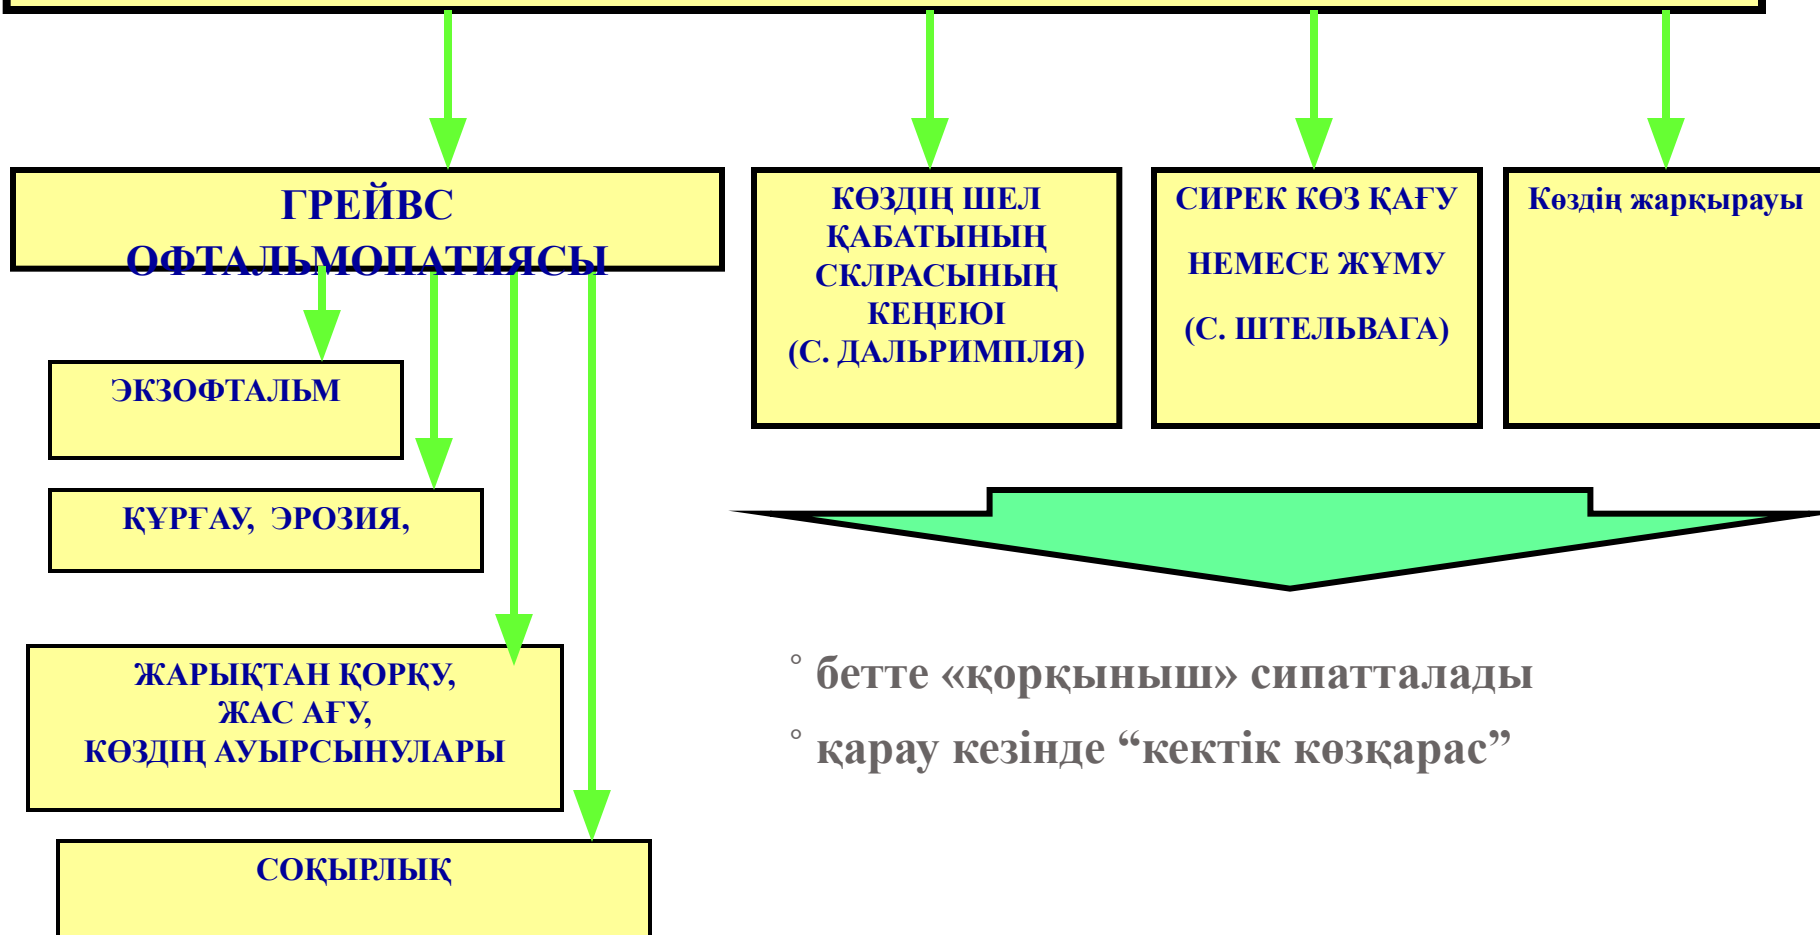 ГРЕЙВС
ОФТАЛЬМОПАТИЯСЫ
КӨЗДІҢ ШЕЛ
ҚАБАТЫНЫҢ
СКЛРАСЫНЫҢ
КЕҢЕЮІ
(С. ДАЛЬРИМПЛЯ)
СИРЕК КӨЗ ҚАҒУ
НЕМЕСЕ ЖҰМУ
(С. ШТЕЛЬВАГА)
Көздің жарқырауы
ЭКЗОФТАЛЬМ
ҚҰРҒАУ, ЭРОЗИЯ,
ЖАРЫҚТАН ҚОРҚУ,
ЖАС АҒУ,
КӨЗДІҢ АУЫРСЫНУЛАРЫ
СОҚЫРЛЫҚ
° бетте «қорқыныш» сипатталады
° қарау кезінде “кектік көзқарас”